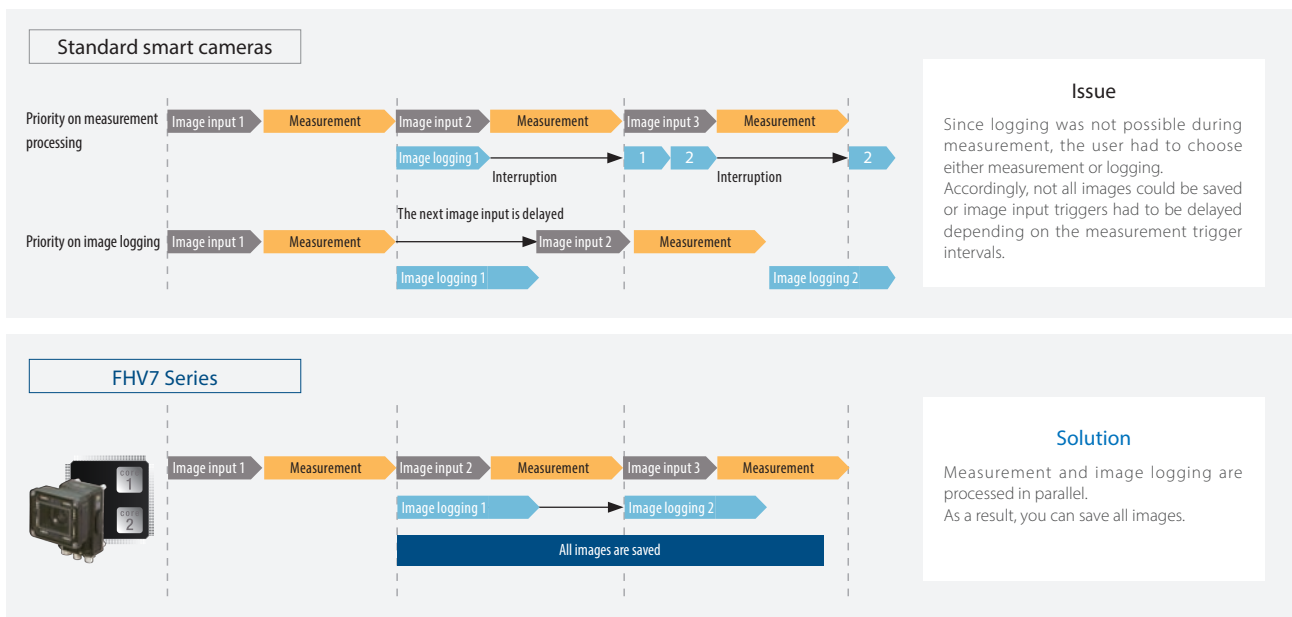 Standard smart cameras
Priority on measurement
processing
Image input 1
Measurement
Image input 2
Measurement
Image input 3
Measurement
Image logging 1
Interruption
1
2
Interruption
2
The next image input is delayed
Priority on image logging
Image input 1
Measurement
Image input 2
Measurement
Image logging 1
Image logging 2
Issue
Since logging was not possible during
measurement, the user had to choose
either measurement or logging.
Accordingly, not all images could be saved
or image input triggers had to be delayed
depending on the measurement trigger
intervals.
FHV7 Series
core
1
core
2
Image input 1
Measurement
Image input 2
Measurement
Image input 3
Measurement
Image logging 1
Image logging 2
All images are saved
Solution
Measurement and image logging are
processed in parallel.
As a result, you can save all images.